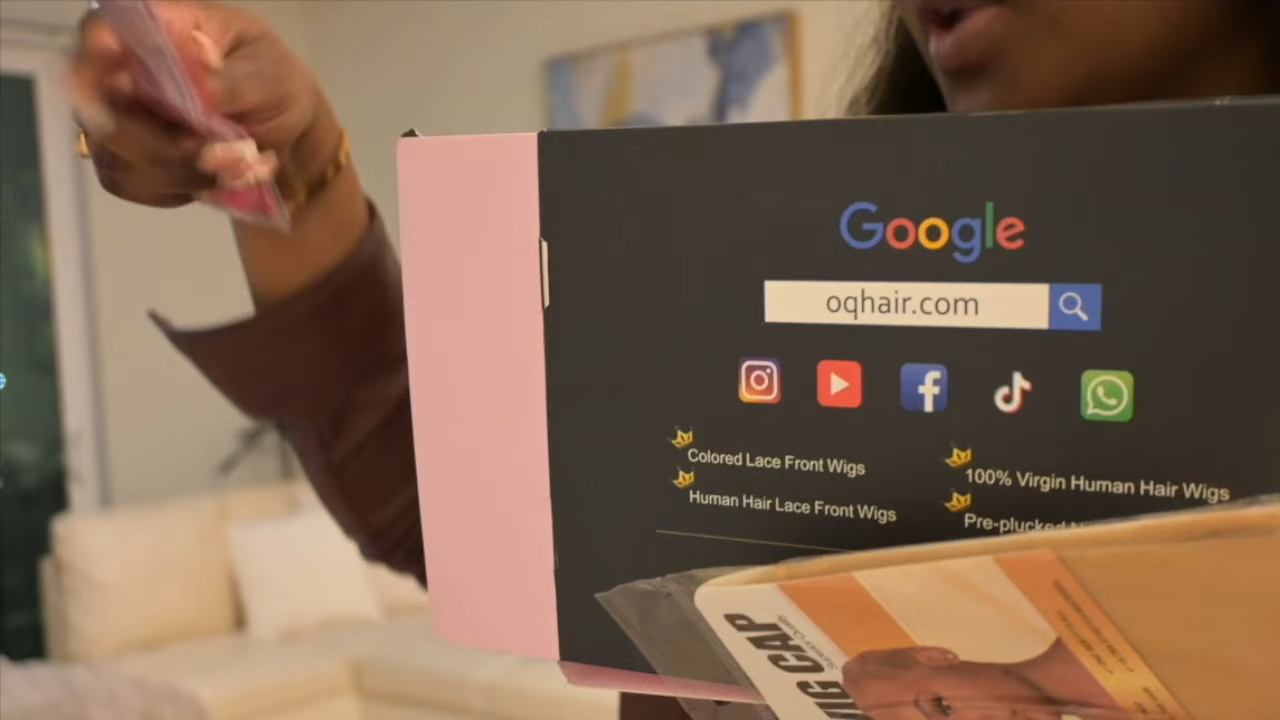 Google
oqhair.com
Colored Lace Front Wigs
100% Virgin Human Hair Wigs
Human Hair Lace Front Wigs
Pre-plucked
WIG CAP